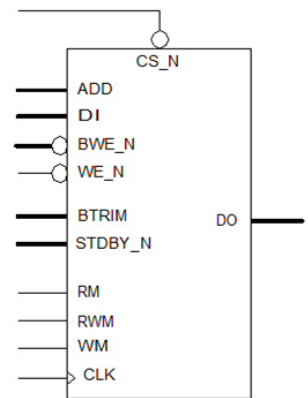 CS_N
ADD
DI
BWE_N
WE_N
BTRIM
DO
STDBY_N
RM
RWM
WM
CLK